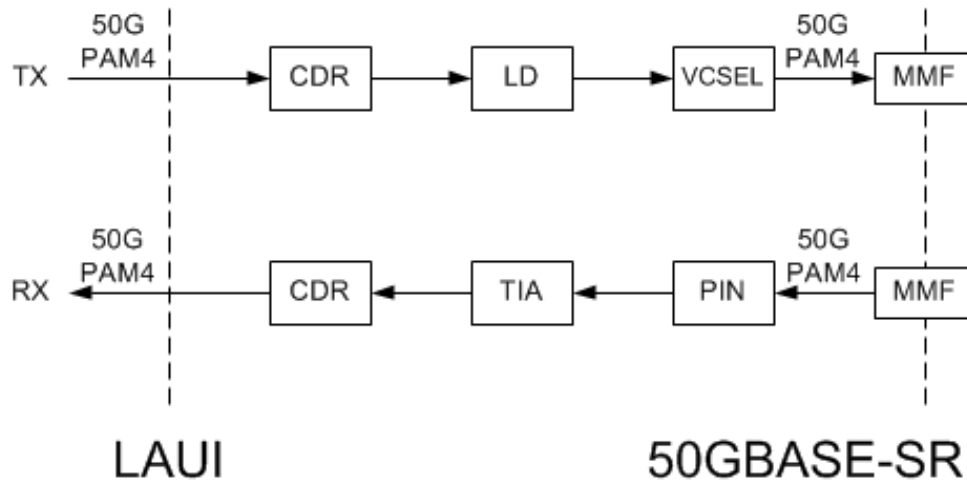 50G
PAM4
50G
PAM4
TX
CDR
LD
VCSEL
MMF
50G
PAM4
50G
PAM4
RX
CDR
TIA
PIN
MMF
LAUI
50GBASE-SR